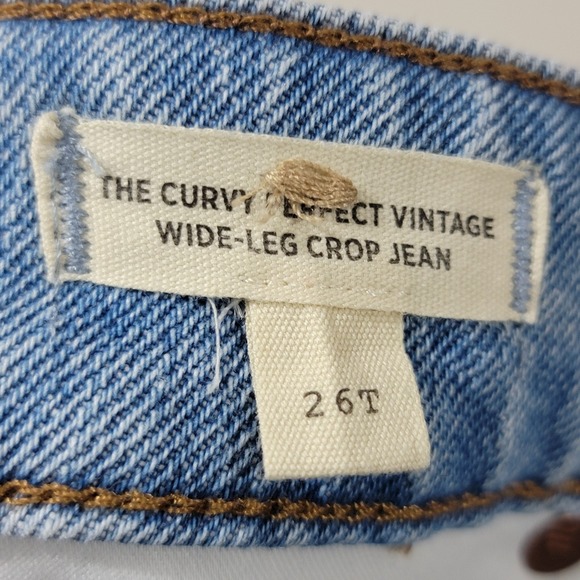 THE CURVY PERFECT VINTAGE
WIDE-LEG CROP JEAN
26T